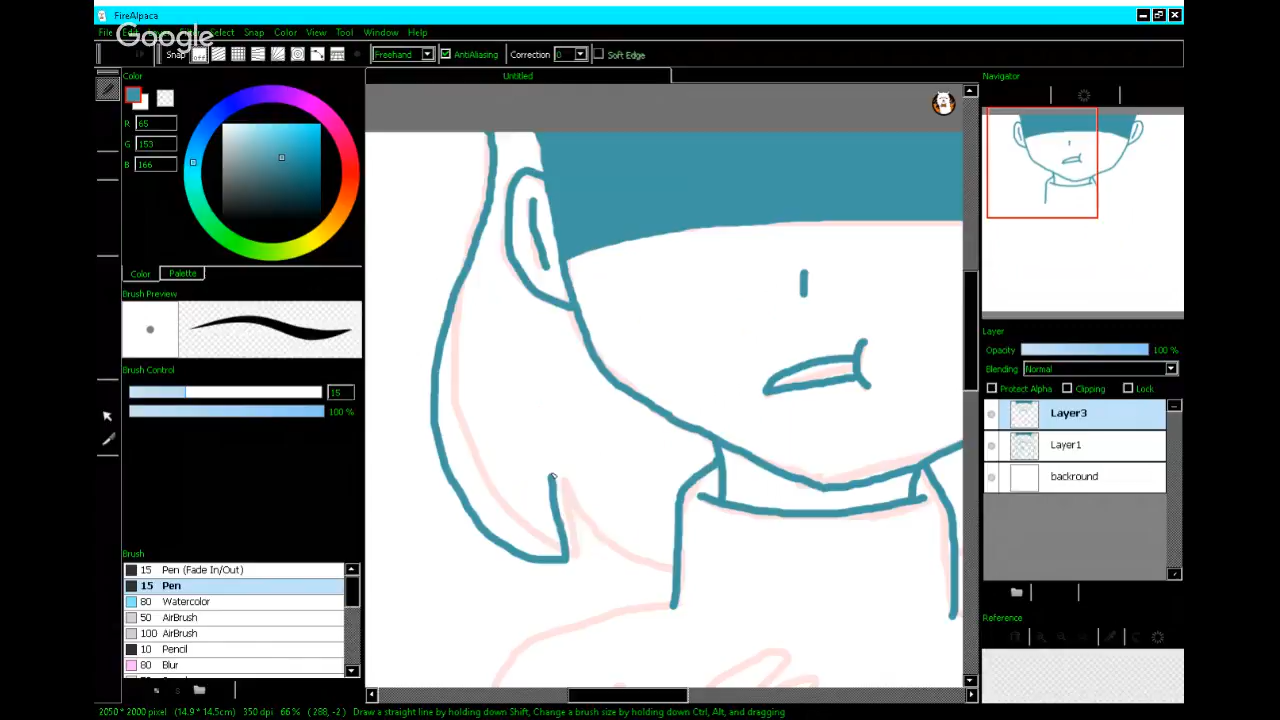 FireAlpaca
Google
File Edit Select Snap Color View Tool Window Help
Snap off Freehand AntiAliasing Correction 0 Soft Edge
Untitled
Color
R 65
G 153
B 166
Color Palette
Brush Preview
Brush Control
15
100 %
Brush
15 Pen (Fade In/Out)
15 Pen
80 Watercolor
50 AirBrush
100 AirBrush
10 Pencil
80 Blur
Navigator
Layer
Opacity 100 %
Blending Normal
Protect Alpha Clipping Lock
Layer3
Layer1
backround
Reference
2050 * 2000 pixel (14.9 * 14.5cm) 350 dpi 66 % ( 288, -2 ) Draw a straight line by holding down Shift, Change a brush size by holding down Ctrl, Alt, and dragging